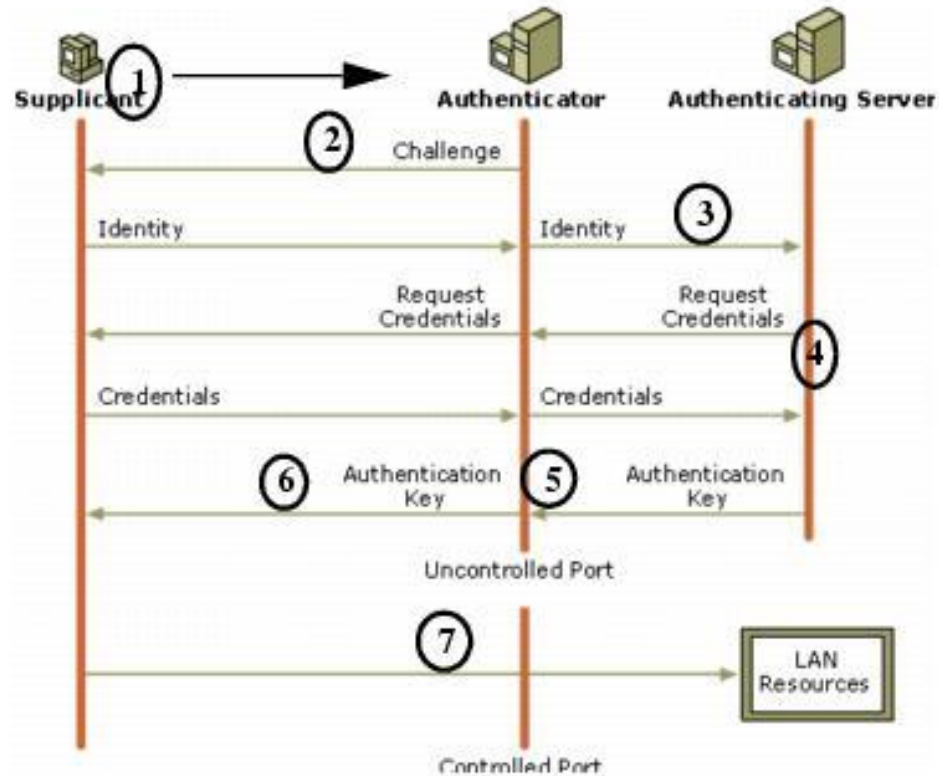 1
Supplicant
Authenticator
Authenticating Server
2
Challenge
3
Identity
Identity
Request
Credentials
Request
Credentials
4
Credentials
Credentials
6
Authentication
Key
5
Authentication
Key
Uncontrolled Port
7
LAN
Resources
Controlled Port